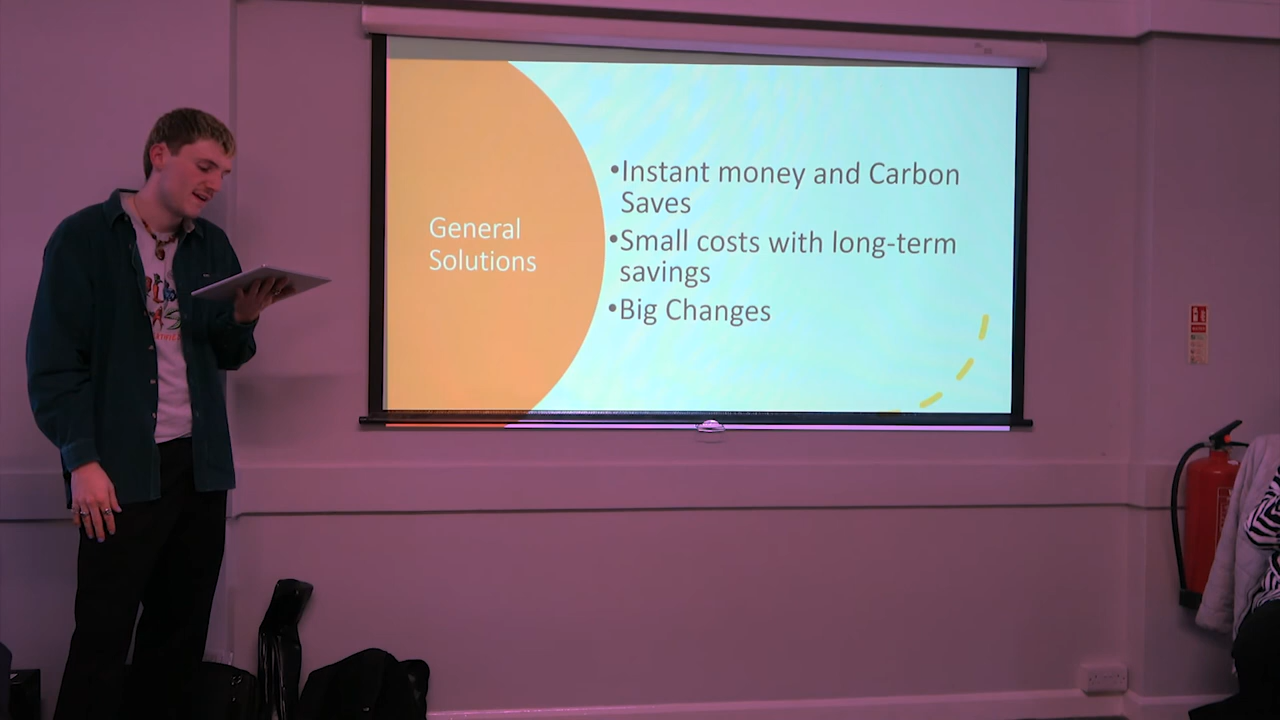 General
Solutions
•Instant money and Carbon
Saves
•Small costs with long-term
savings
•Big Changes